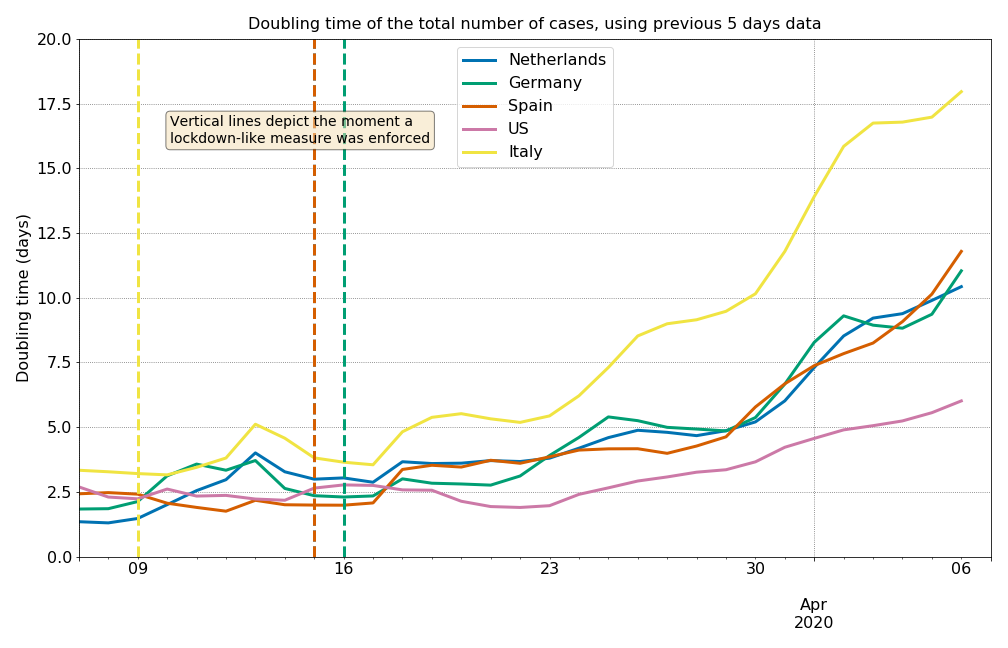 Doubling time of the total number of cases, using previous 5 days data
20.0
17.5
15.0
12.5
10.0
7.5
5.0
2.5
0.0
Doubling time (days)
Vertical lines depict the moment a
lockdown-like measure was enforced
Netherlands
Germany
Spain
US
Italy
09
16
23
30
06
Apr
2020